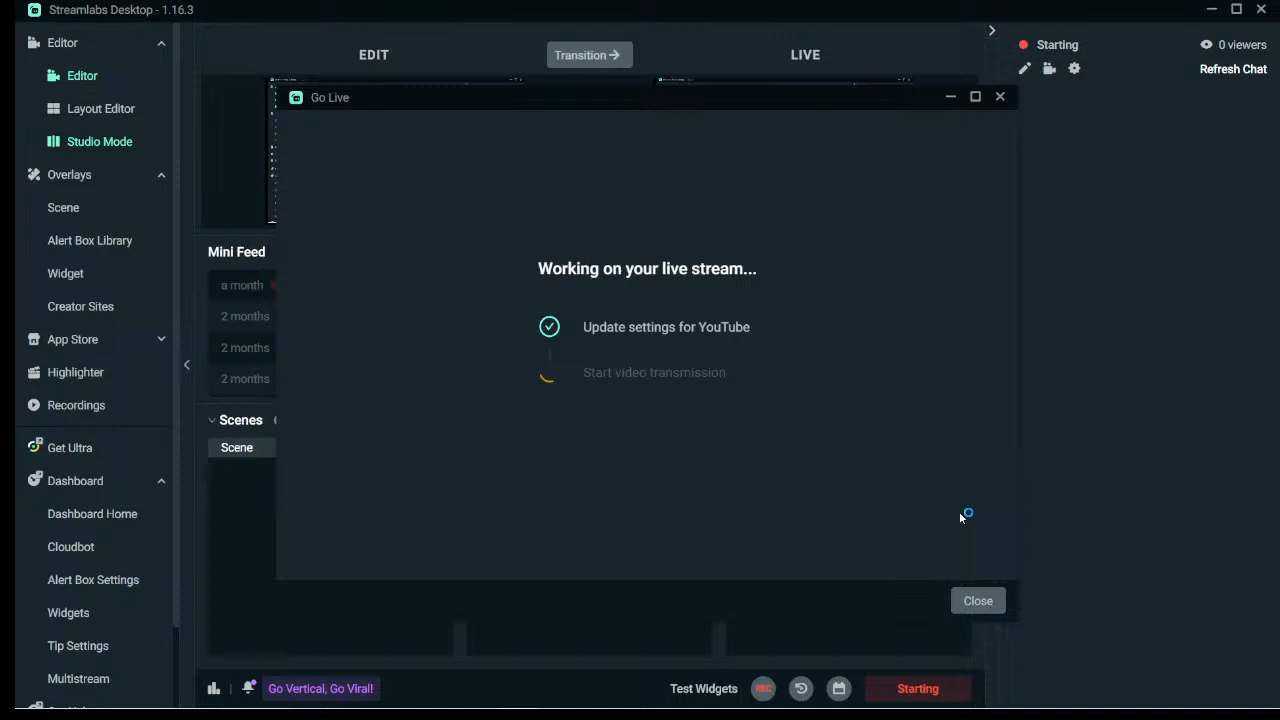 Streamlabs Desktop - 1.16.3
Editor
Editor
Layout Editor
Studio Mode
Overlays
Scene
Alert Box Library
Widget
Creator Sites
App Store
Highlighter
Recordings
Get Ultra
Dashboard
Dashboard Home
Cloudbot
Alert Box Settings
Widgets
Tip Settings
Multistream
EDIT
Transition
LIVE
Go Live
Working on your live stream...
Update settings for YouTube
Start video transmission
Close
Mini Feed
a month
2 months
2 months
2 months
Scenes
Scene
Go Vertical, Go Viral!
Test Widgets
REC
Starting
Starting
0 viewers
Refresh Chat